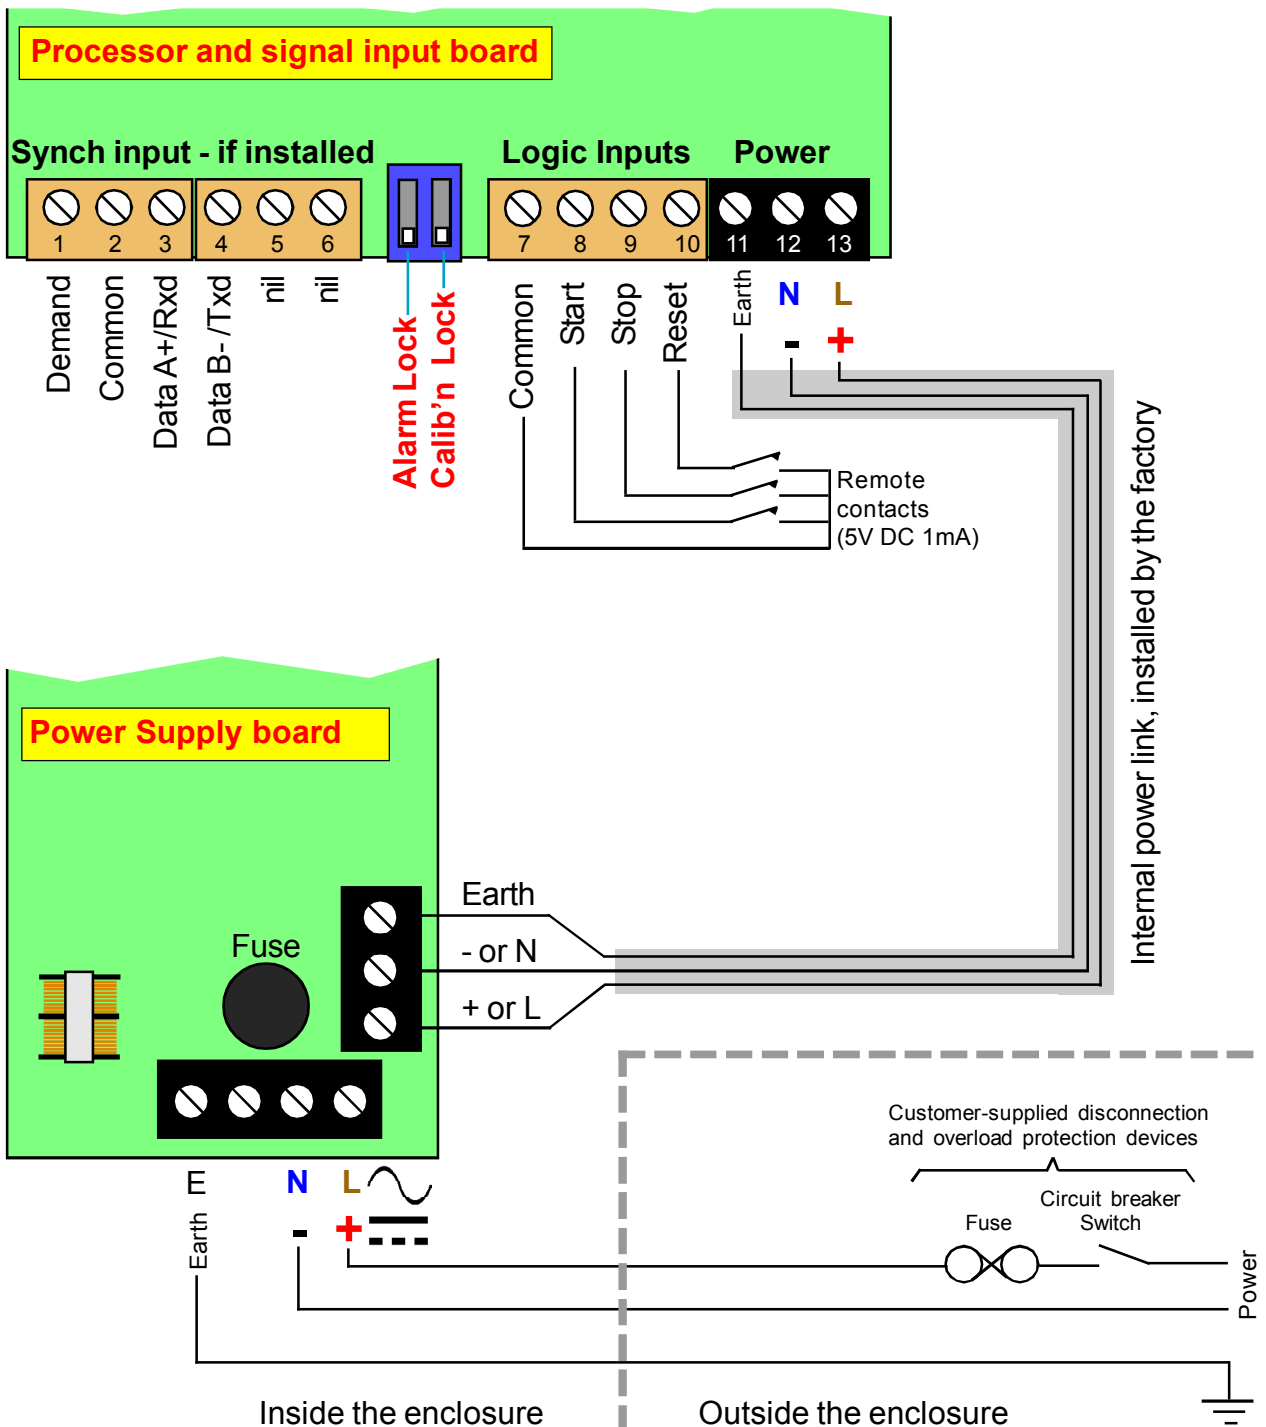 Processor and signal input board
Synch input - if installed
Logic Inputs
Power
1 2 3 4 5 6
7 8 9 10 11 12 13
Demand
Common
Data A+/Rxd
Data B- /Txd
nil
nil
Alarm Lock
Calib'n Lock
Common
Start
Stop
Reset
Earth
N
L
-
+
Remote
contacts
(5V DC 1mA)
Internal power link, installed by the factory
Power Supply board
Fuse
Earth
- or N
+ or L
E
N
L
Earth
-
+
Customer-supplied disconnection
and overload protection devices
Circuit breaker
Switch
Fuse
Power
Inside the enclosure
Outside the enclosure